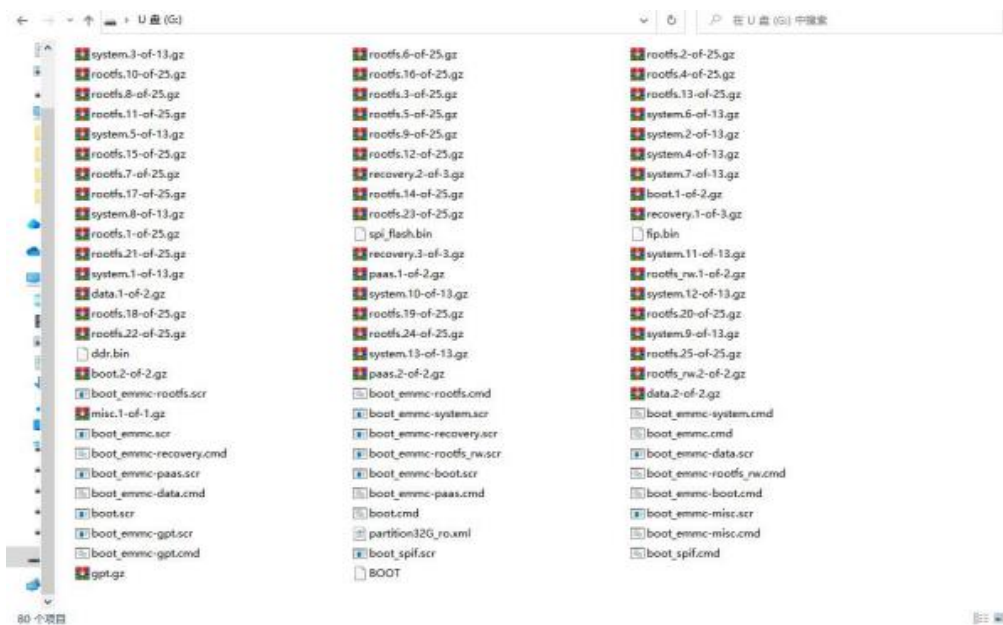 U 盘 (G:)
在 U 盘 (G:) 中搜索
system.3-of-13.gz rootfs.6-of-25.gz rootfs.2-of-25.gz
rootfs.10-of-25.gz rootfs.16-of-25.gz rootfs.4-of-25.gz
rootfs.8-of-25.gz rootfs.3-of-25.gz rootfs.13-of-25.gz
rootfs.11-of-25.gz rootfs.5-of-25.gz system.6-of-13.gz
system.5-of-13.gz rootfs.9-of-25.gz system.2-of-13.gz
rootfs.15-of-25.gz rootfs.12-of-25.gz system.4-of-13.gz
rootfs.7-of-25.gz recovery.2-of-3.gz system.7-of-13.gz
rootfs.17-of-25.gz rootfs.14-of-25.gz boot.1-of-2.gz
system.8-of-13.gz rootfs.23-of-25.gz recovery.1-of-3.gz
rootfs.1-of-25.gz spi_flash.bin fip.bin
rootfs.21-of-25.gz recovery.3-of-3.gz system.11-of-13.gz
system.1-of-13.gz paas.1-of-2.gz rootfs_rw.1-of-2.gz
data.1-of-2.gz system.10-of-13.gz system.12-of-13.gz
rootfs.18-of-25.gz rootfs.19-of-25.gz rootfs.20-of-25.gz
rootfs.22-of-25.gz rootfs.24-of-25.gz system.9-of-13.gz
ddr.bin system.13-of-13.gz rootfs.25-of-25.gz
boot.2-of-2.gz paas.2-of-2.gz rootfs_rw.2-of-2.gz
boot_emmc-rootfs.scr boot_emmc-rootfs.cmd data.2-of-2.gz
misc.1-of-1.gz boot_emmc-system.scr boot_emmc-system.cmd
boot_emmc.scr boot_emmc-recovery.scr boot_emmc.cmd
boot_emmc-recovery.cmd boot_emmc-rootfs_rw.scr boot_emmc-data.scr
boot_emmc-paas.scr boot_emmc-boot.scr boot_emmc-rootfs_rw.cmd
boot_emmc-data.cmd boot_emmc-paas.cmd boot_emmc-boot.cmd
boot.scr boot.cmd boot_emmc-misc.scr
boot_emmc-gpt.scr partition32G_ro.xml boot_emmc-misc.cmd
boot_emmc-gpt.cmd boot_spif.scr boot_spif.cmd
gpt.gz BOOT
80 个项目